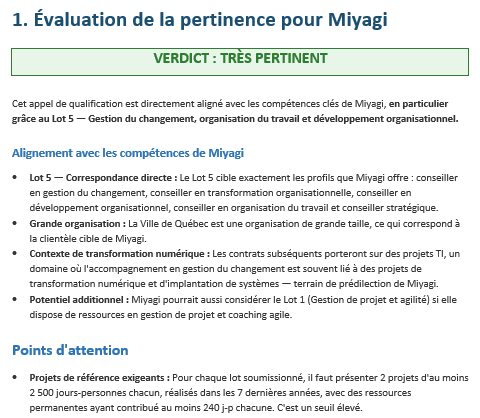 1. Évaluation de la pertinence pour Miyagi
VERDICT : TRÈS PERTINENT
Cet appel de qualification est directement aligné avec les compétences clés de Miyagi, en particulier
grâce au Lot 5 — Gestion du changement, organisation du travail et développement organisationnel.
Alignement avec les compétences de Miyagi
• Lot 5 — Correspondance directe : Le Lot 5 cible exactement les profils que Miyagi offre : conseiller
en gestion du changement, conseiller en transformation organisationnelle, conseiller en
développement organisationnel, conseiller en organisation du travail et conseiller stratégique.
• Grande organisation : La Ville de Québec est une organisation de grande taille, ce qui correspond à
la clientèle cible de Miyagi.
• Contexte de transformation numérique : Les contrats subséquents porteront sur des projets TI, un
domaine où l'accompagnement en gestion du changement est souvent lié à des projets de
transformation numérique et d'implantation de systèmes — terrain de prédilection de Miyagi.
• Potentiel additionnel : Miyagi pourrait aussi considérer le Lot 1 (Gestion de projet et agilité) si elle
dispose de ressources en gestion de projet et coaching agile.
Points d'attention
• Projets de référence exigeants : Pour chaque lot soumissionné, il faut présenter 2 projets d'au moins
2 500 jours-personnes chacun, réalisés dans les 7 dernières années, avec des ressources
permanentes ayant contribué au moins 240 j-p chacune. C'est un seuil élevé.